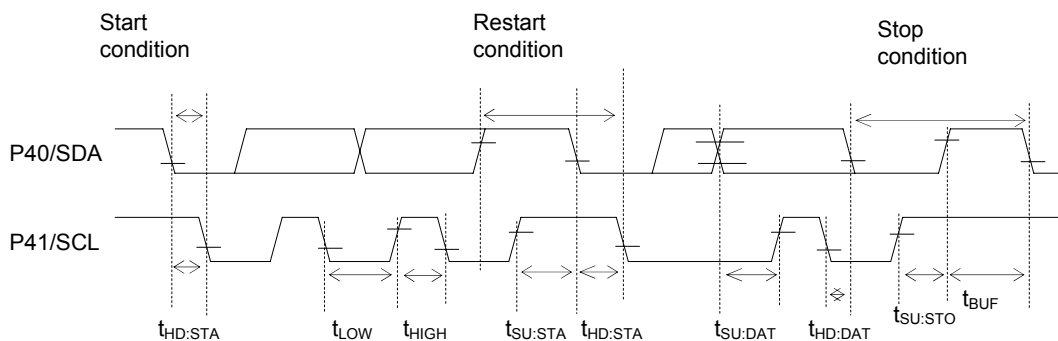 Start
condition
Restart
condition
Stop
condition
P40/SDA
P41/SCL
tHD:STA
tLOW
tHIGH
tSU:STA
tHD:STA
tSU:DAT
tHD:DAT
tSU:STO
tBUF